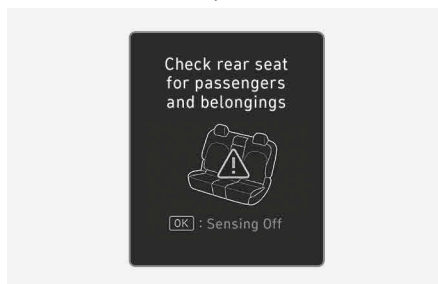 Check rear seat
for passengers
and belongings
OK : Sensing Off